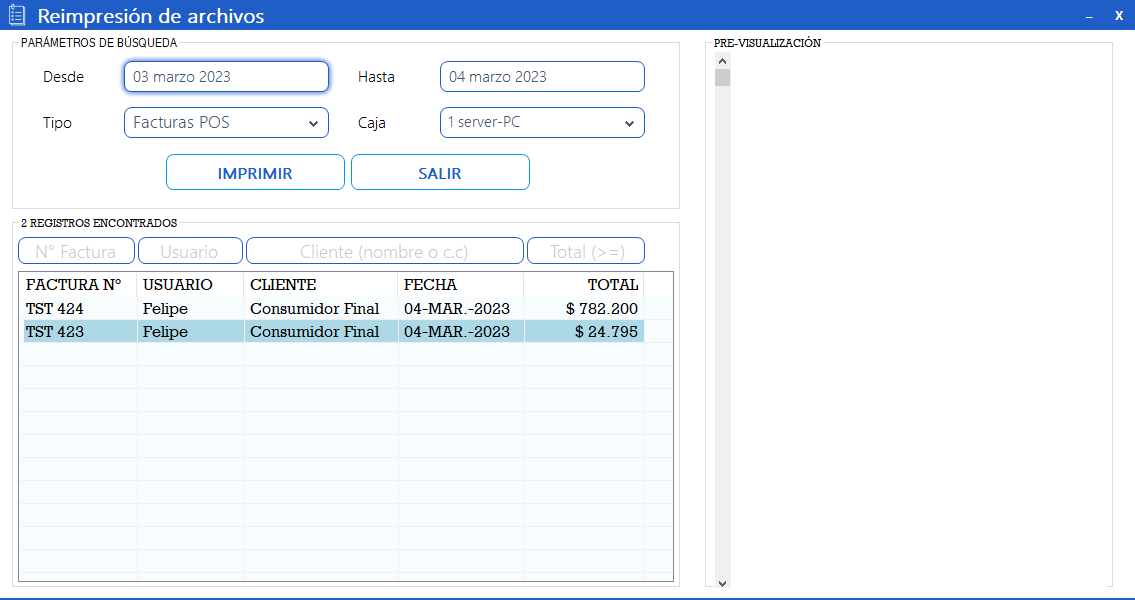 Reimpresión de archivos
_ X
PARÁMETROS DE BÚSQUEDA
Desde 03 marzo 2023 Hasta 04 marzo 2023
Tipo Facturas POS Caja 1 server-PC
IMPRIMIR SALIR
2 REGISTROS ENCONTRADOS
N° Factura Usuario Cliente (nombre o c.c) Total (>=)
FACTURA N° USUARIO CLIENTE FECHA TOTAL
TST 424 Felipe Consumidor Final 04-MAR.-2023 $ 782.200
TST 423 Felipe Consumidor Final 04-MAR.-2023 $ 24.795
PRE-VISUALIZACIÓN